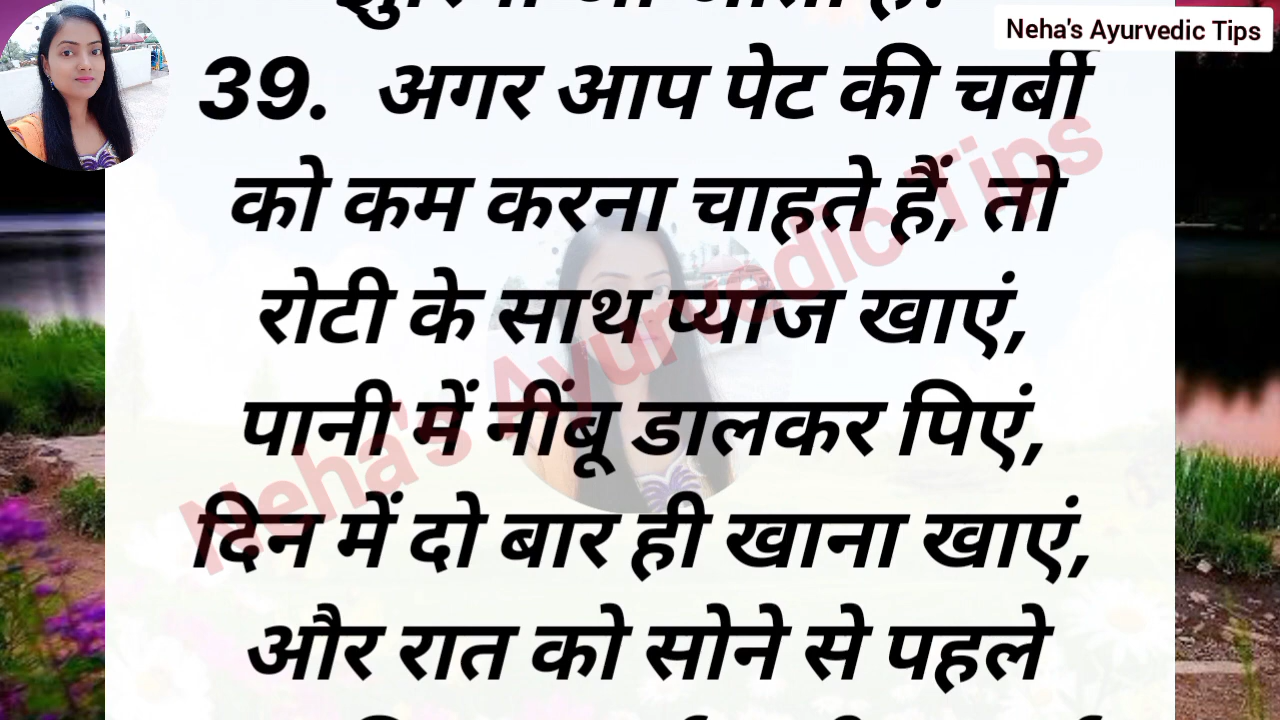 Neha's Ayurvedic Tips
39. अगर आप पेट की चर्बी
को कम करना चाहते हैं, तो
रोटी के साथ प्याज खाएं,
पानी में नींबू डालकर पिएं,
दिन में दो बार ही खाना खाएं,
और रात को सोने से पहले
Neha's Ayurvedic Tips